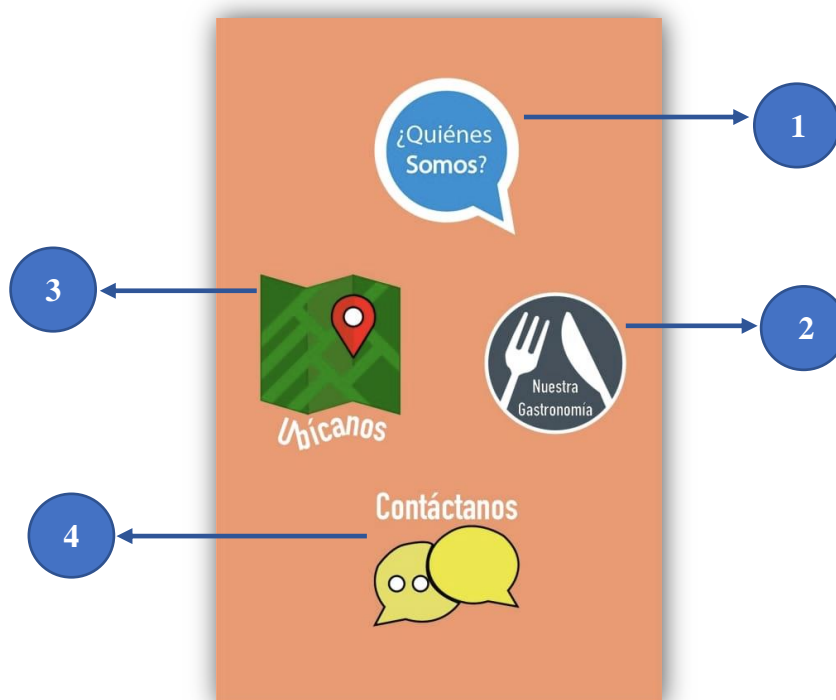 ¿Quiénes
Somos?
1
3
2
Nuestra
Gastronomía
Ubícanos
Contáctanos
4